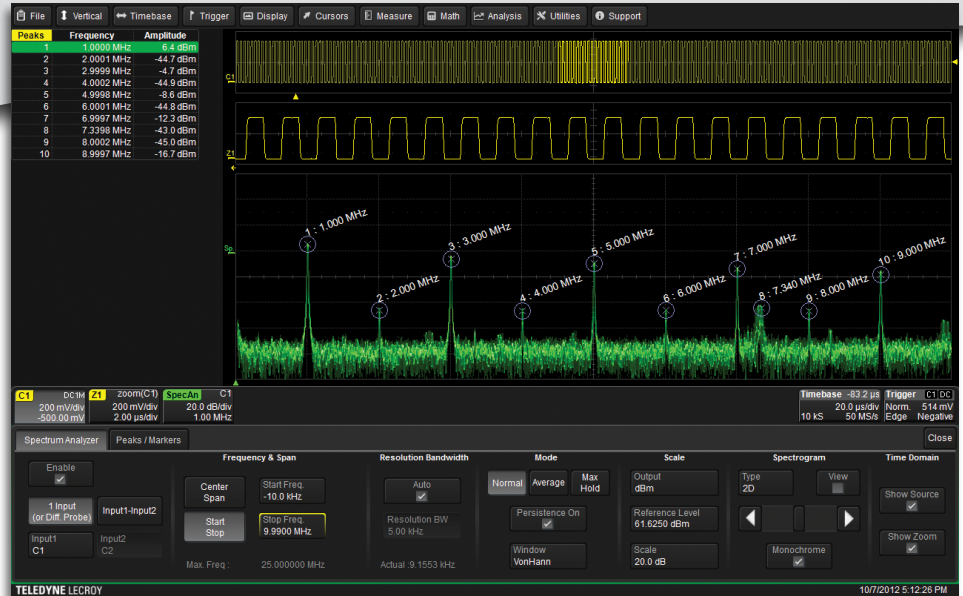 File Vertical Timebase Trigger Display Cursors Measure Math Analysis Utilities Support
Peaks Frequency Amplitude
1 1.0000 MHz 6.4 dBm
2 2.0001 MHz -44.7 dBm
3 2.9999 MHz -4.7 dBm
4 4.0002 MHz -44.9 dBm
5 4.9998 MHz -8.6 dBm
6 6.0001 MHz -44.8 dBm
7 6.9997 MHz -12.3 dBm
8 7.3398 MHz -43.0 dBm
9 8.0002 MHz -45.0 dBm
10 8.9997 MHz -16.7 dBm
C1
Z1
Sp
1 : 1.000 MHz
2 : 2.000 MHz
3 : 3.000 MHz
4 : 4.000 MHz
5 : 5.000 MHz
6 : 6.000 MHz
7 : 7.000 MHz
8 : 7.340 MHz
9 : 8.000 MHz
10 : 9.000 MHz
C1 DC1M
200 mV/div
-500.00 mV
Z1 zoom(C1)
200 mV/div
2.00 µs/div
SpecAn C1
20.0 dB/div
1.00 MHz
Timebase -83.2 µs
20.0 µs/div
10 kS 50 MS/s
Trigger C1 DC
Norm. 514 mV
Edge Negative
Spectrum Analyzer Peaks / Markers Close
Enable
1 Input
(or Diff. Probe)
Input1-Input2
Input1
C1
Input2
C2
Frequency & Span
Center
Span
Start Freq.
-10.0 kHz
Start
Stop
Stop Freq.
9.9900 MHz
Max. Freq : 25.000000 MHz
Resolution Bandwidth
Auto
Resolution BW
5.00 kHz
Actual :9.1553 kHz
Mode
Normal Average Max
Hold
Persistence On
Window
VonHann
Scale
Output
dBm
Reference Level
61.6250 dBm
Scale
20.0 dB
Spectrogram
Type
2D
View
Monochrome
Time Domain
Show Source
Show Zoom
TELEDYNE LECROY
10/7/2012 5:12:26 PM